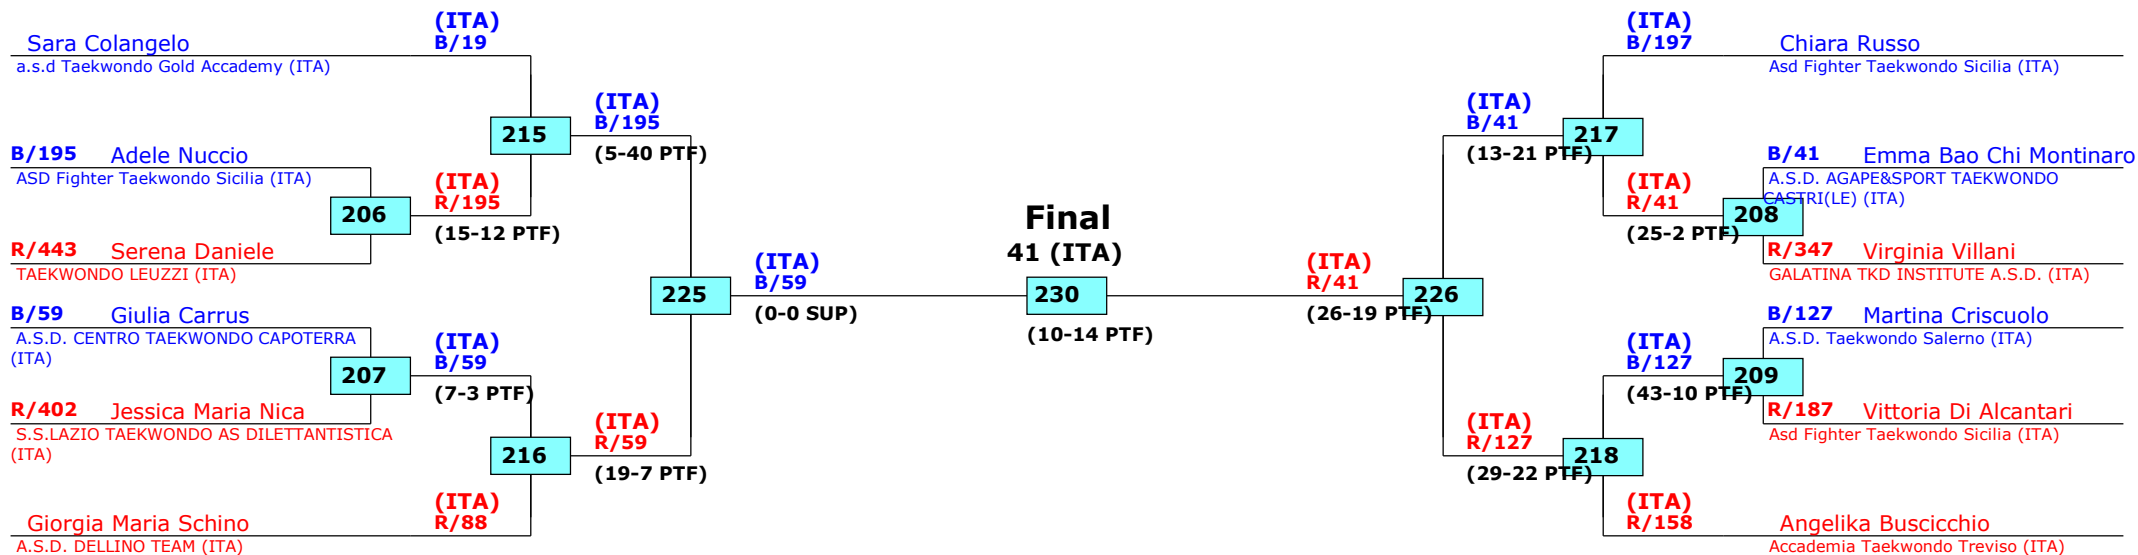 (ITA)
B/19
Sara Colangelo
a.s.d Taekwondo Gold Accademy (ITA)
215
(ITA)
B/195
(5-40 PTF)
B/195 Adele Nuccio
ASD Fighter Taekwondo Sicilia (ITA)
206
(ITA)
R/195
(15-12 PTF)
R/443 Serena Daniele
TAEKWONDO LEUZZI (ITA)
225
(ITA)
B/59
(0-0 SUP)
B/59 Giulia Carrus
A.S.D. CENTRO TAEKWONDO CAPOTERRA
(ITA)
207
(ITA)
B/59
(7-3 PTF)
R/402 Jessica Maria Nica
S.S.LAZIO TAEKWONDO AS DILETTANTISTICA
(ITA)
216
(ITA)
R/59
(19-7 PTF)
(ITA)
R/88
Giorgia Maria Schino
A.S.D. DELLINO TEAM (ITA)
Final
41 (ITA)
230
(10-14 PTF)
(ITA)
B/197
Chiara Russo
Asd Fighter Taekwondo Sicilia (ITA)
(ITA)
B/41
217
(13-21 PTF)
B/41 Emma Bao Chi Montinaro
A.S.D. AGAPE&SPORT TAEKWONDO
CASTRI(LE) (ITA)
(ITA)
R/41
208
(25-2 PTF)
R/347 Virginia Villani
GALATINA TKD INSTITUTE A.S.D. (ITA)
(ITA)
R/41
226
(26-19 PTF)
B/127 Martina Criscuolo
A.S.D. Taekwondo Salerno (ITA)
(ITA)
B/127
209
(43-10 PTF)
R/187 Vittoria Di Alcantari
Asd Fighter Taekwondo Sicilia (ITA)
(ITA)
R/127
218
(29-22 PTF)
(ITA)
R/158
Angelika Buscicchio
Accademia Taekwondo Treviso (ITA)